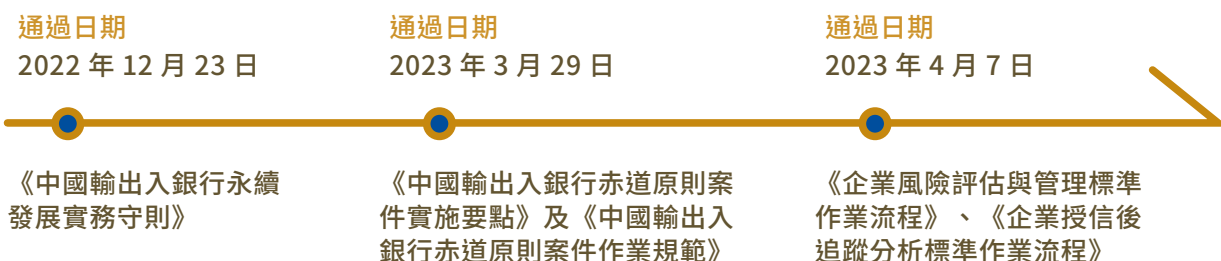 通過日期
2022 年 12 月 23 日
《中國輸出入銀行永續
發展實務守則》
通過日期
2023 年 3 月 29 日
《中國輸出入銀行赤道原則案
件實施要點》及《中國輸出入
銀行赤道原則案件作業規範》
通過日期
2023 年 4 月 7 日
《企業風險評估與管理標準
作業流程》、《企業授信後
追蹤分析標準作業流程》